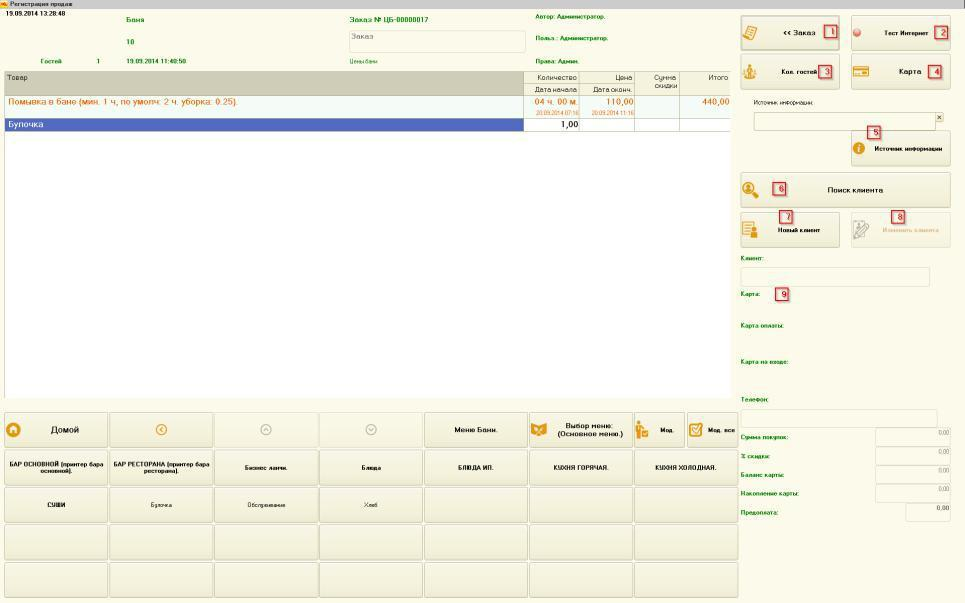 Регистрация продаж
19.09.2014 13:28:48
Баня
Заказ № ЦБ-00000017
Автор: Администратор.
10
Заказ
Польз.: Администратор.
Гостей 1 19.09.2014 11:40:50
Цены бани
Права: Админ.
<< Заказ 1
Тест Интернет 2
Кол. гостей 3
Карта 4
Товар Количество Цена Сумма скидки Итого
Дата начала Дата оконч.
Помывка в бане (мин. 1 ч, по умолч: 2 ч. уборка: 0.25). 04 ч. 00 м. 110,00 440,00
20.09.2014 07:16 20.09.2014 11:16
Булочка 1,00
Источник информации:
×
5
Источник информации
6 Поиск клиента
7
Новый клиент
8
Изменить клиента
Клиент:
Карта: 9
Карта оплаты:
Карта на входе:
Телефон:
Сумма покупок: 0,00
% скидки: 0,00
Баланс карты: 0,00
Накопление карты: 0,00
Предоплата: 0,00
Домой
Меню Бани.
Выбор меню:
(Основное меню.)
Мод.
Мод. все
БАР ОСНОВНОЙ (принтер бара
основной).
БАР РЕСТОРАНА (принтер бара
ресторана).
Бизнес ланчи.
Блюда
БЛЮДА ИП.
КУХНЯ ГОРЯЧАЯ.
КУХНЯ ХОЛОДНАЯ.
СУШИ
Булочка
Обслуживание
Хлеб